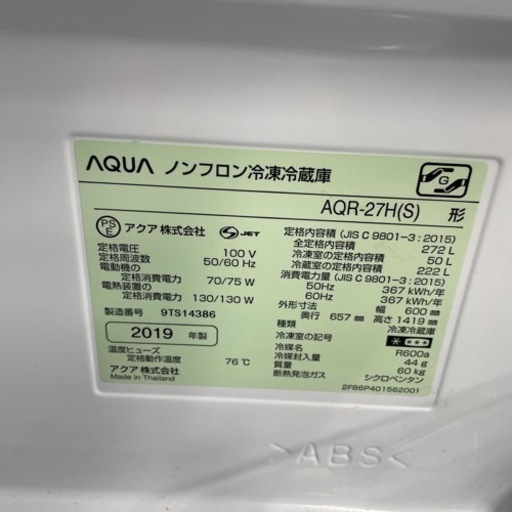 AQUA ノンフロン冷凍冷蔵庫
G
AQR-27H(S) 形
PS E アクア株式会社 S JET
定格電圧 100 V
定格周波数 50/60 Hz
電動機の
定格消費電力 70/75 W
電熱装置の
定格消費電力 130/130 W
製造番号 9TS14386
2019 年製
温度ヒューズ
定格動作温度 76℃
アクア株式会社
Made in Thailand
定格内容積 (JIS C 9801-3 : 2015)
全定格内容積 272 L
冷凍室の定格内容積 50 L
冷蔵室の定格内容積 222 L
消費電力量 (JIS C 9801-3 : 2015)
50Hz 367 kWh/年
60Hz 367 kWh/年
外形寸法 幅 600 mm
奥行 657 mm 高さ 1419 mm
種類 冷凍冷蔵庫
冷凍室の記号 * ***
冷媒名 R600a
冷媒封入量 44 g
質量 60 kg
断熱発泡ガス シクロペンタン
2FB6P401562001
>ABS<